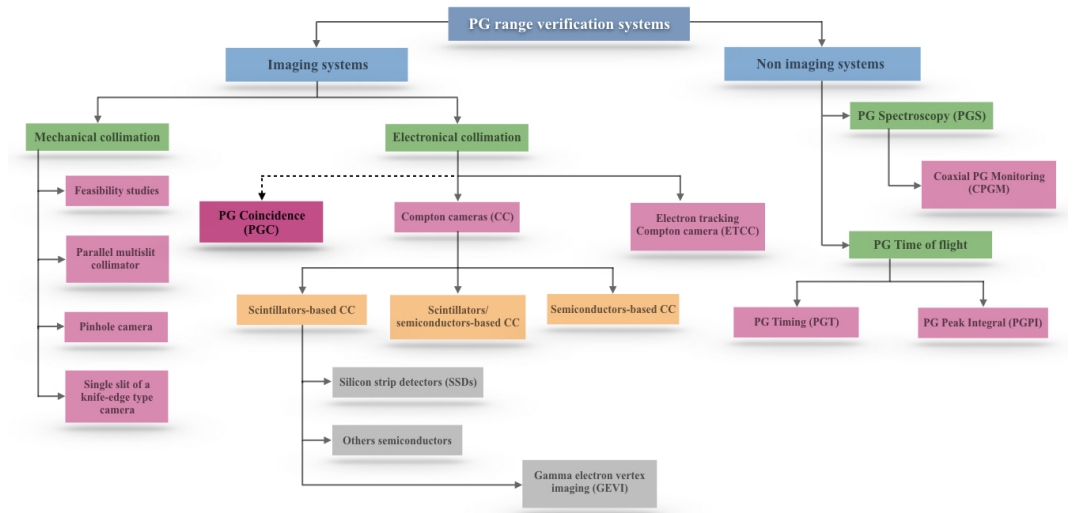 PG range verification systems
Imaging systems
Non imaging systems
Mechanical collimation
Electronical collimation
PG Spectroscopy (PGS)
Feasibility studies
PG Coincidence
(PGC)
Compton cameras (CC)
Electron tracking
Compton camera (ETCC)
Coaxial PG Monitoring
(CPGM)
Parallel multislit
collimator
PG Time of flight
Pinhole camera
Scintillators-based CC
Scintillators/
semiconductors-based CC
Semiconductors-based CC
PG Timing (PGT)
PG Peak Integral (PGPI)
Single slit of a
knife-edge type
camera
Silicon strip detectors (SSDs)
Others semiconductors
Gamma electron vertex
imaging (GEVI)